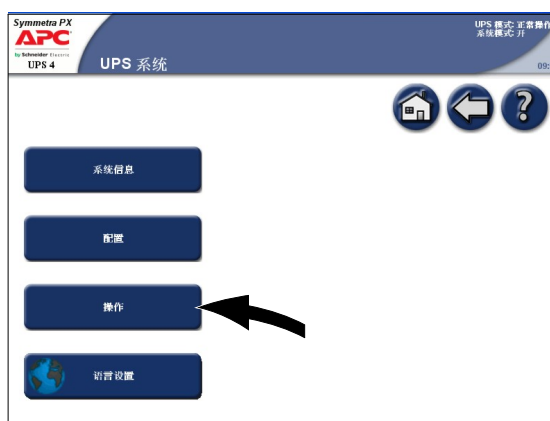 Symmetra PX
APC
by Schneider Electric
UPS 4
UPS 系统
UPS 模式: 正常操作
系统模式: 开
09:
?
系统信息
配置
操作
语言设置